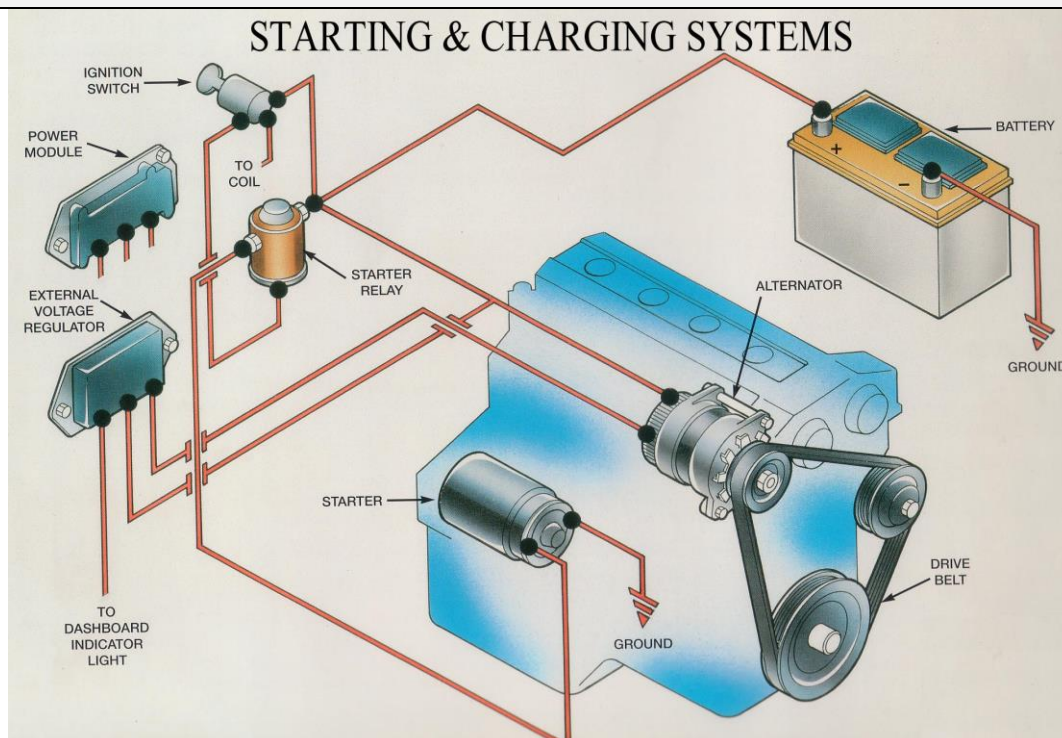 STARTING & CHARGING SYSTEMS
IGNITION
SWITCH
POWER
MODULE
TO
COIL
BATTERY
+
−
STARTER
RELAY
EXTERNAL
VOLTAGE
REGULATOR
ALTERNATOR
GROUND
STARTER
DRIVE
BELT
TO
DASHBOARD
INDICATOR
LIGHT
GROUND